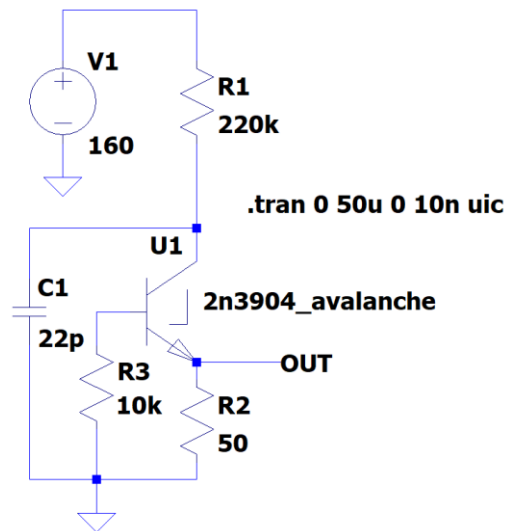 V1
160
R1
220k
.tran 0 50u 0 10n uic
U1
2n3904_avalanche
C1
22p
R3
10k
OUT
R2
50